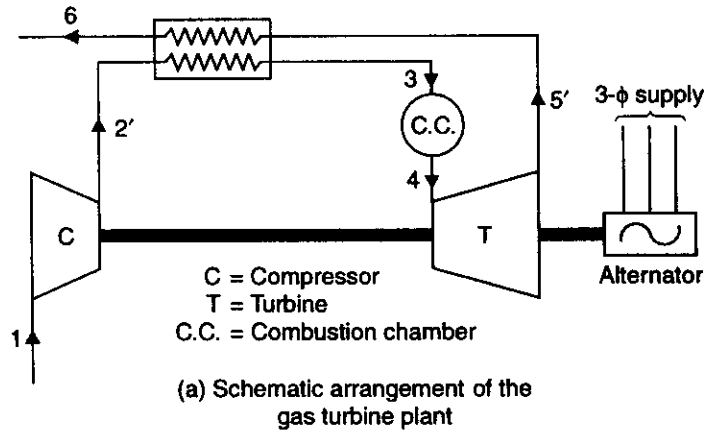 6
3
2′
C.C.
5′
3-ϕ supply
4
C
T
Alternator
1
C = Compressor
T = Turbine
C.C. = Combustion chamber
(a) Schematic arrangement of the
gas turbine plant